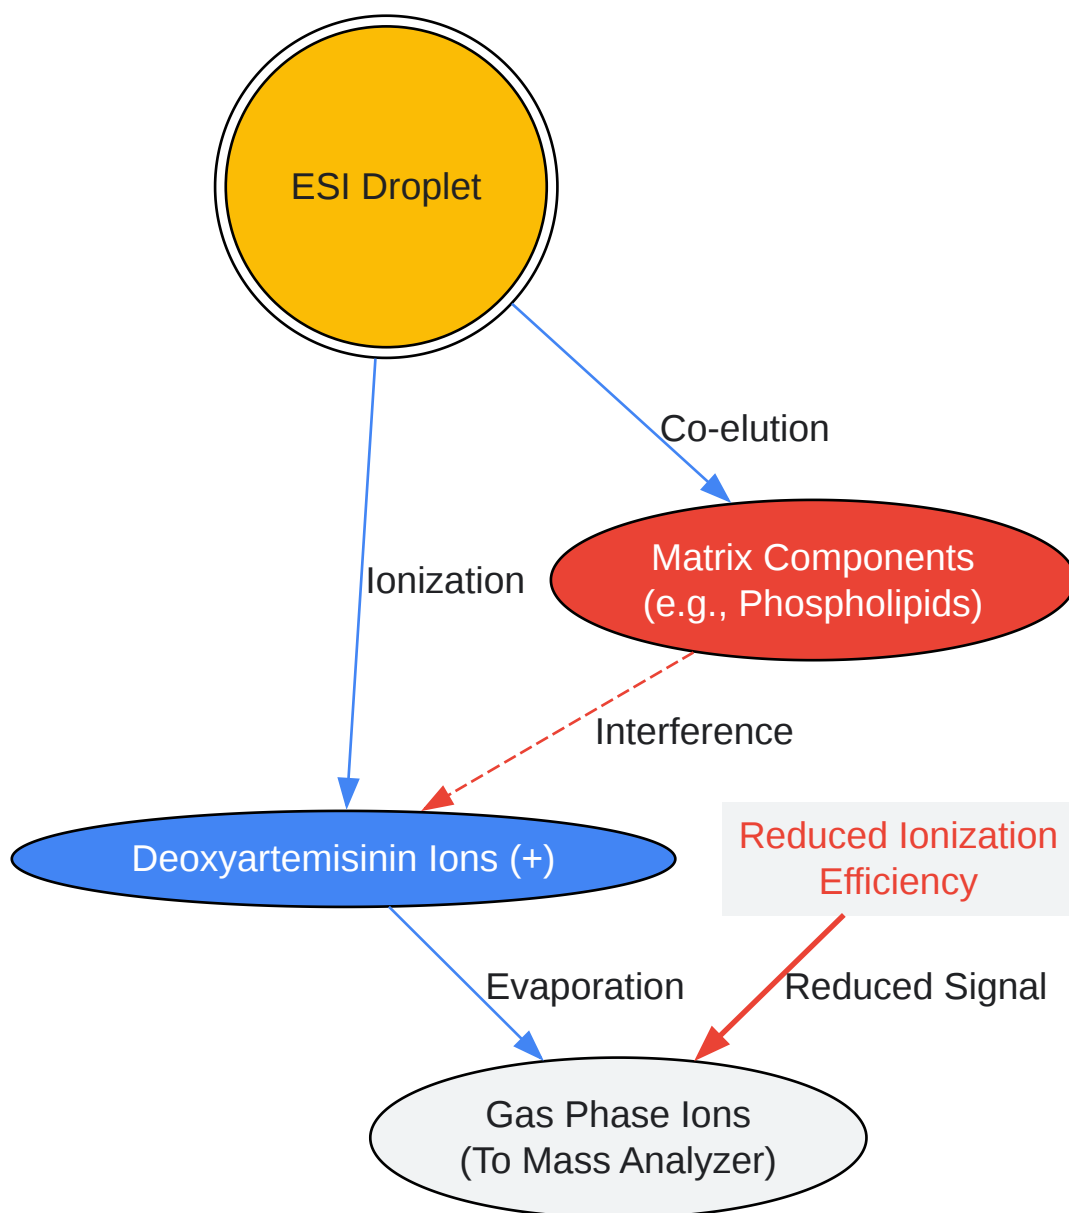 ESI Droplet
Co-elution
Matrix Components
(e.g., Phospholipids)
Ionization
Interference
Reduced Ionization
Efficiency
Deoxyartemisinin Ions (+)
Evaporation
Reduced Signal
Gas Phase Ions
(To Mass Analyzer)